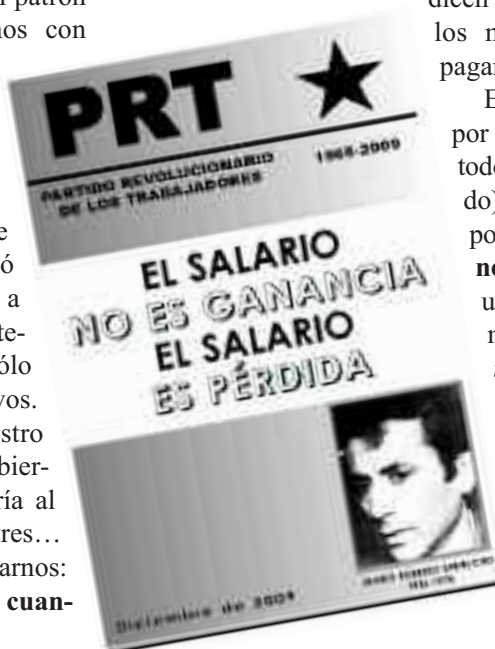 patrón
nos con
e
ó
a
te-
ólo
vos.
stro
bier-
ría al
res…
arnos:
cuan-
PRT
PARTIDO REVOLUCIONARIO
DE LOS TRABAJADORES
1965-2009
EL SALARIO
NO ES GANANCIA
EL SALARIO
ES PÉRDIDA
Diciembre de 2009
dicen
los m
pagar
E
por
todo
do)
po
no
u
n